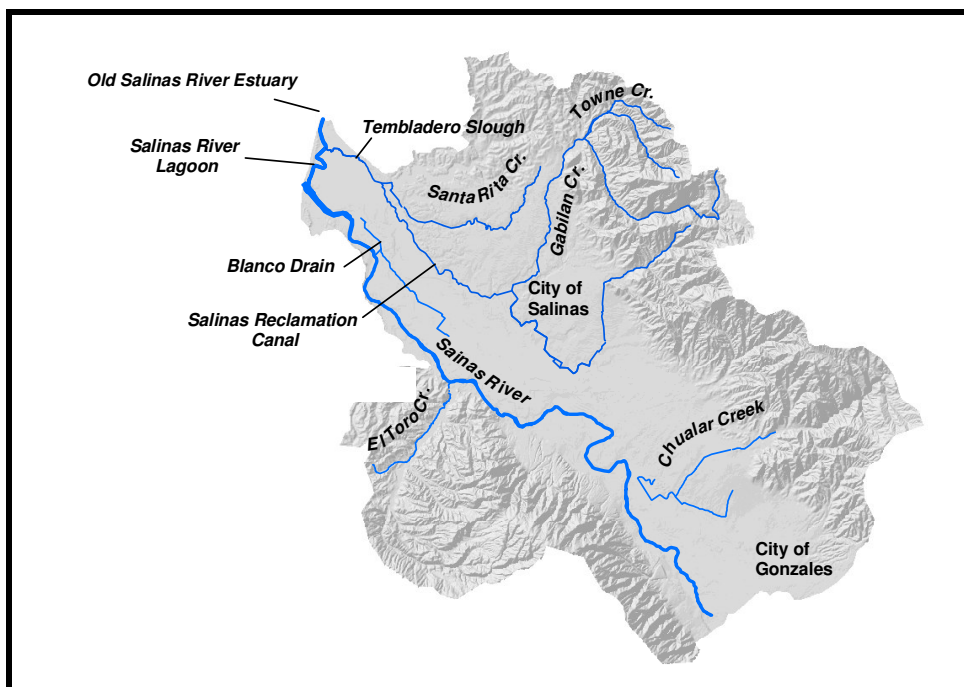 Old Salinas River Estuary
Towne Cr.
Tembladero Slough
Salinas River
Lagoon
Santa Rita Cr.
Gabilan Cr.
Blanco Drain
City of
Salinas
Salinas Reclamation
Canal
Sainas River
El Toro Cr.
Chualar Creek
City of
Gonzales